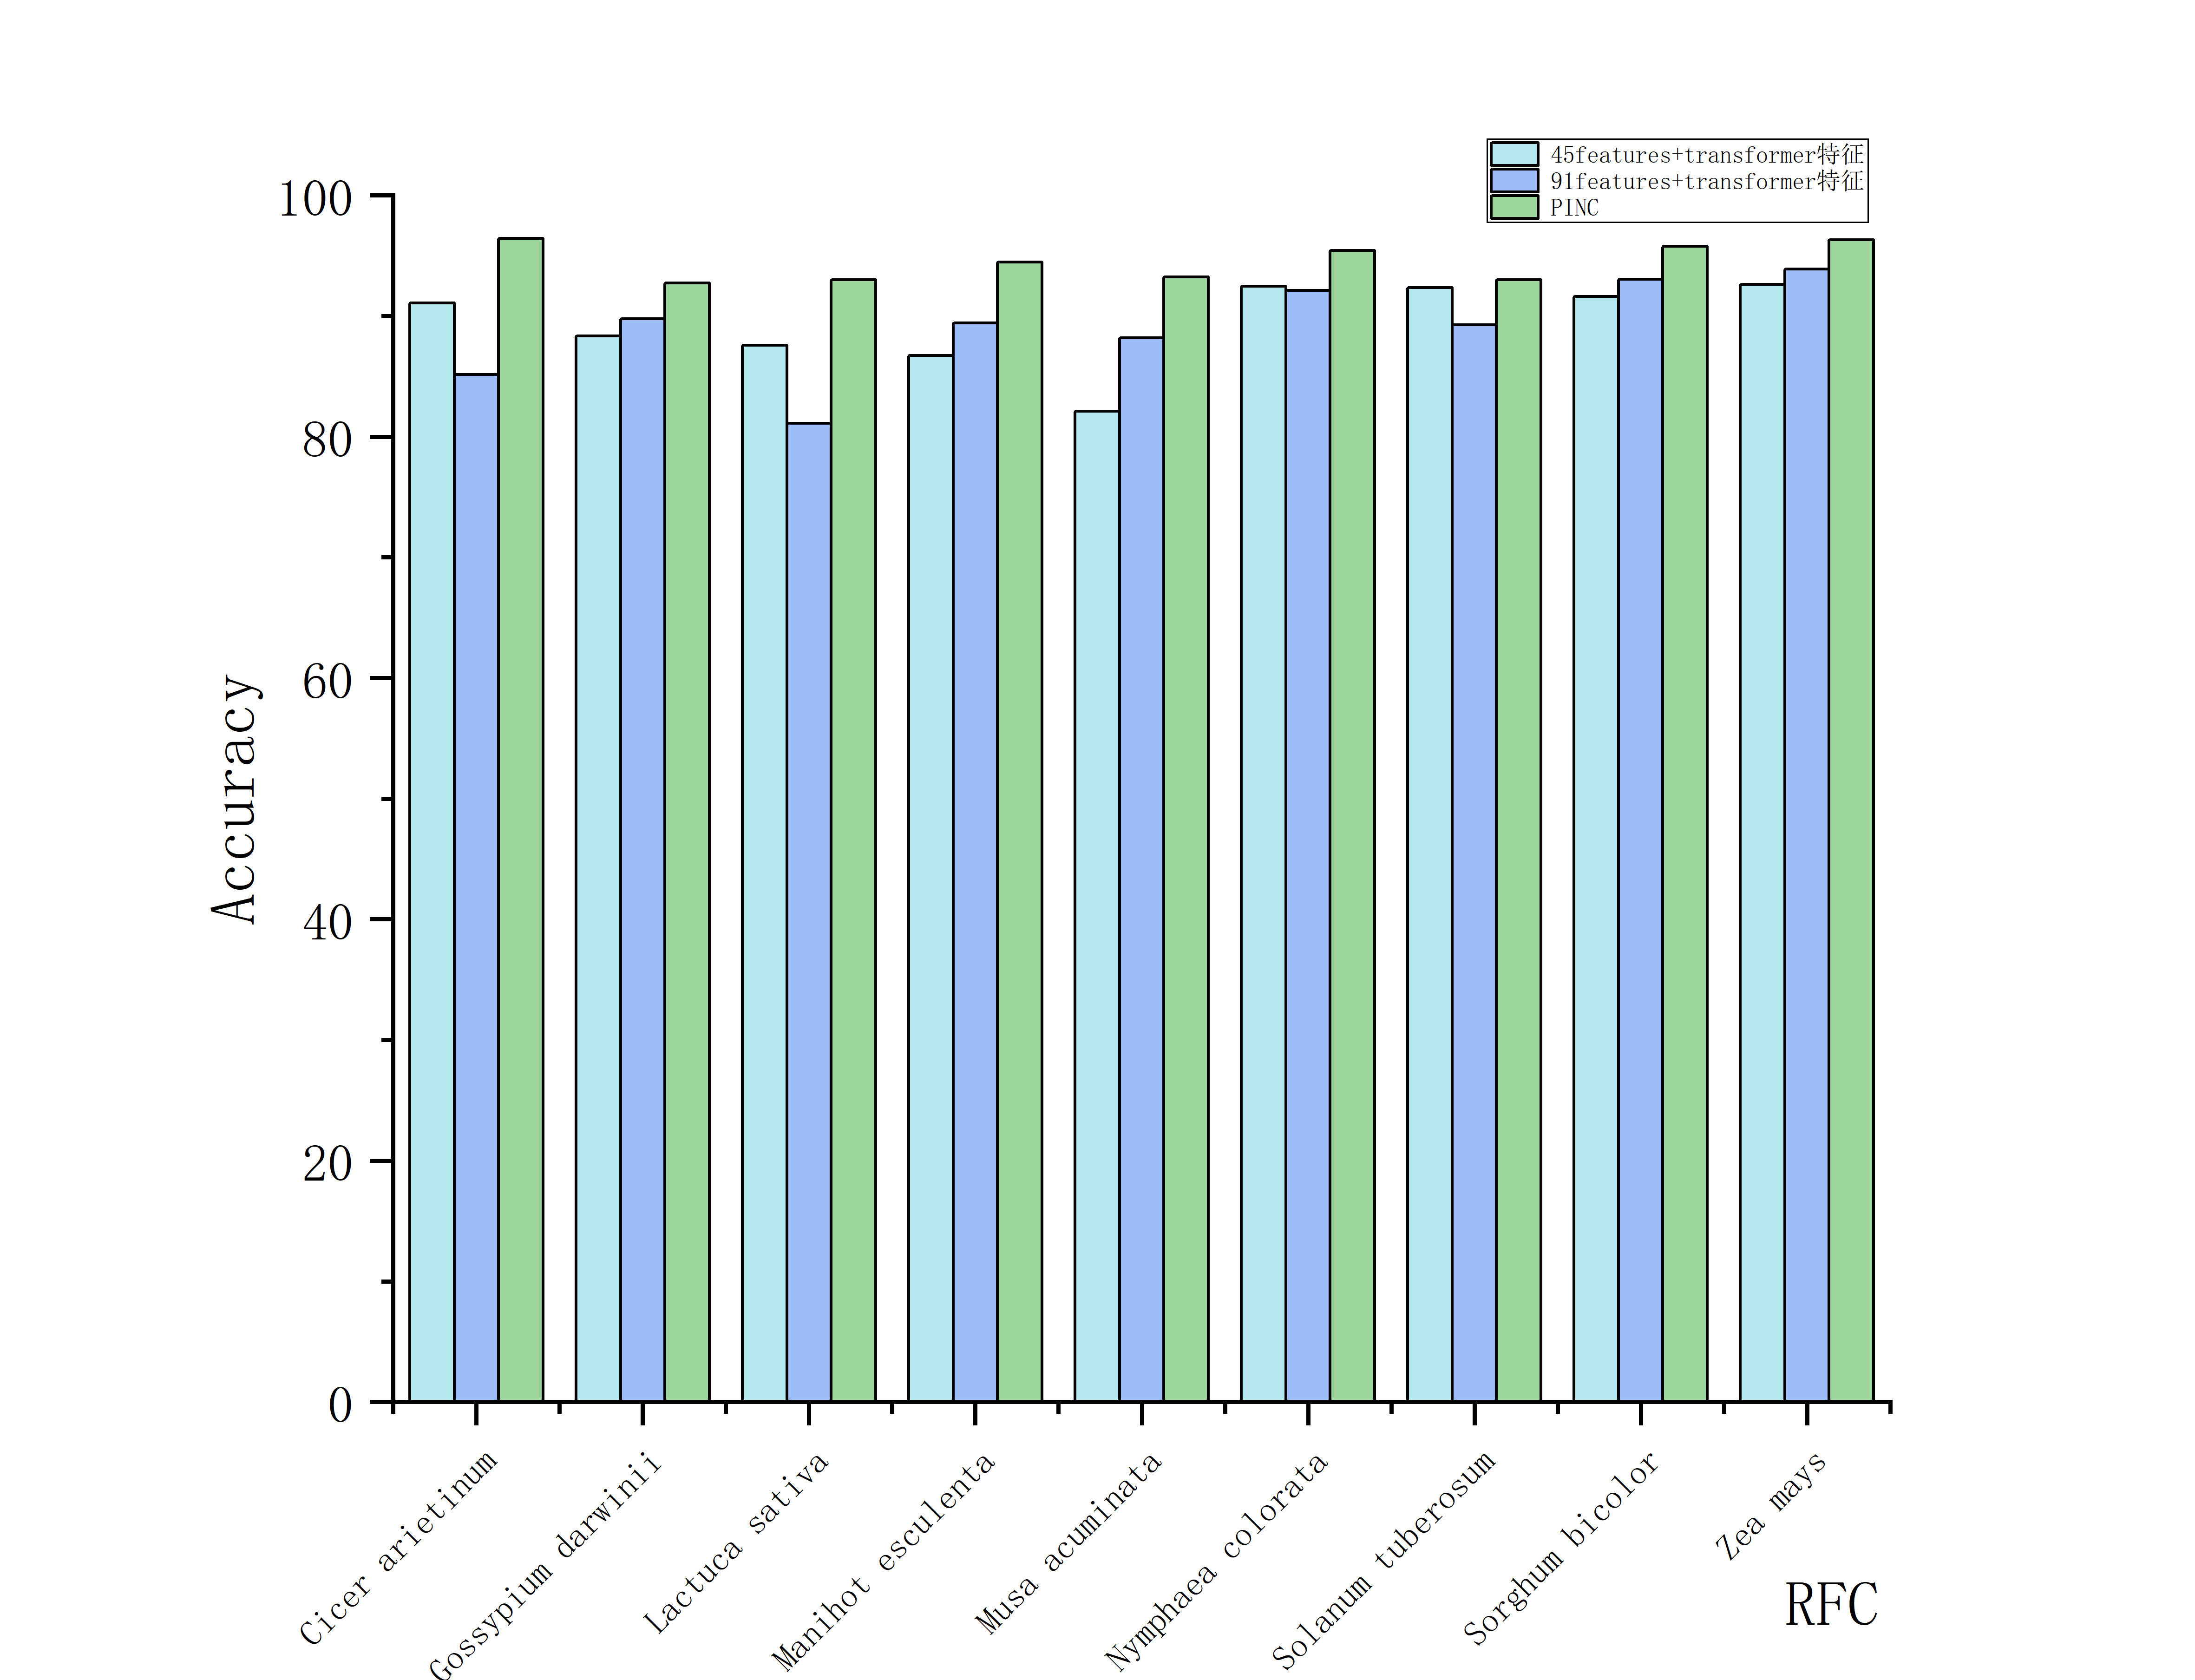 45features+transformer特征
91features+transformer特征
PINC
100
80
60
40
20
0
Accuracy
Cicer arietinum
Gossypium darwinii
Lactuca sativa
Manihot esculenta
Musa acuminata
Nymphaea colorata
Solanum tuberosum
Sorghum bicolor
Zea mays
RFC